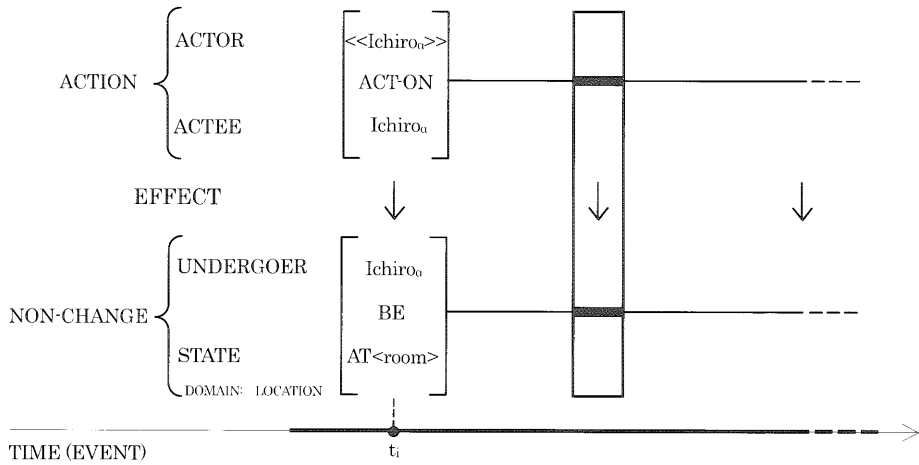 ACTOR <<Ichiroα>>
ACTION ACT-ON
ACTEE Ichiroα
EFFECT
UNDERGOER Ichiroα
NON-CHANGE BE
STATE AT<room>
DOMAIN: LOCATION
TIME (EVENT) ti